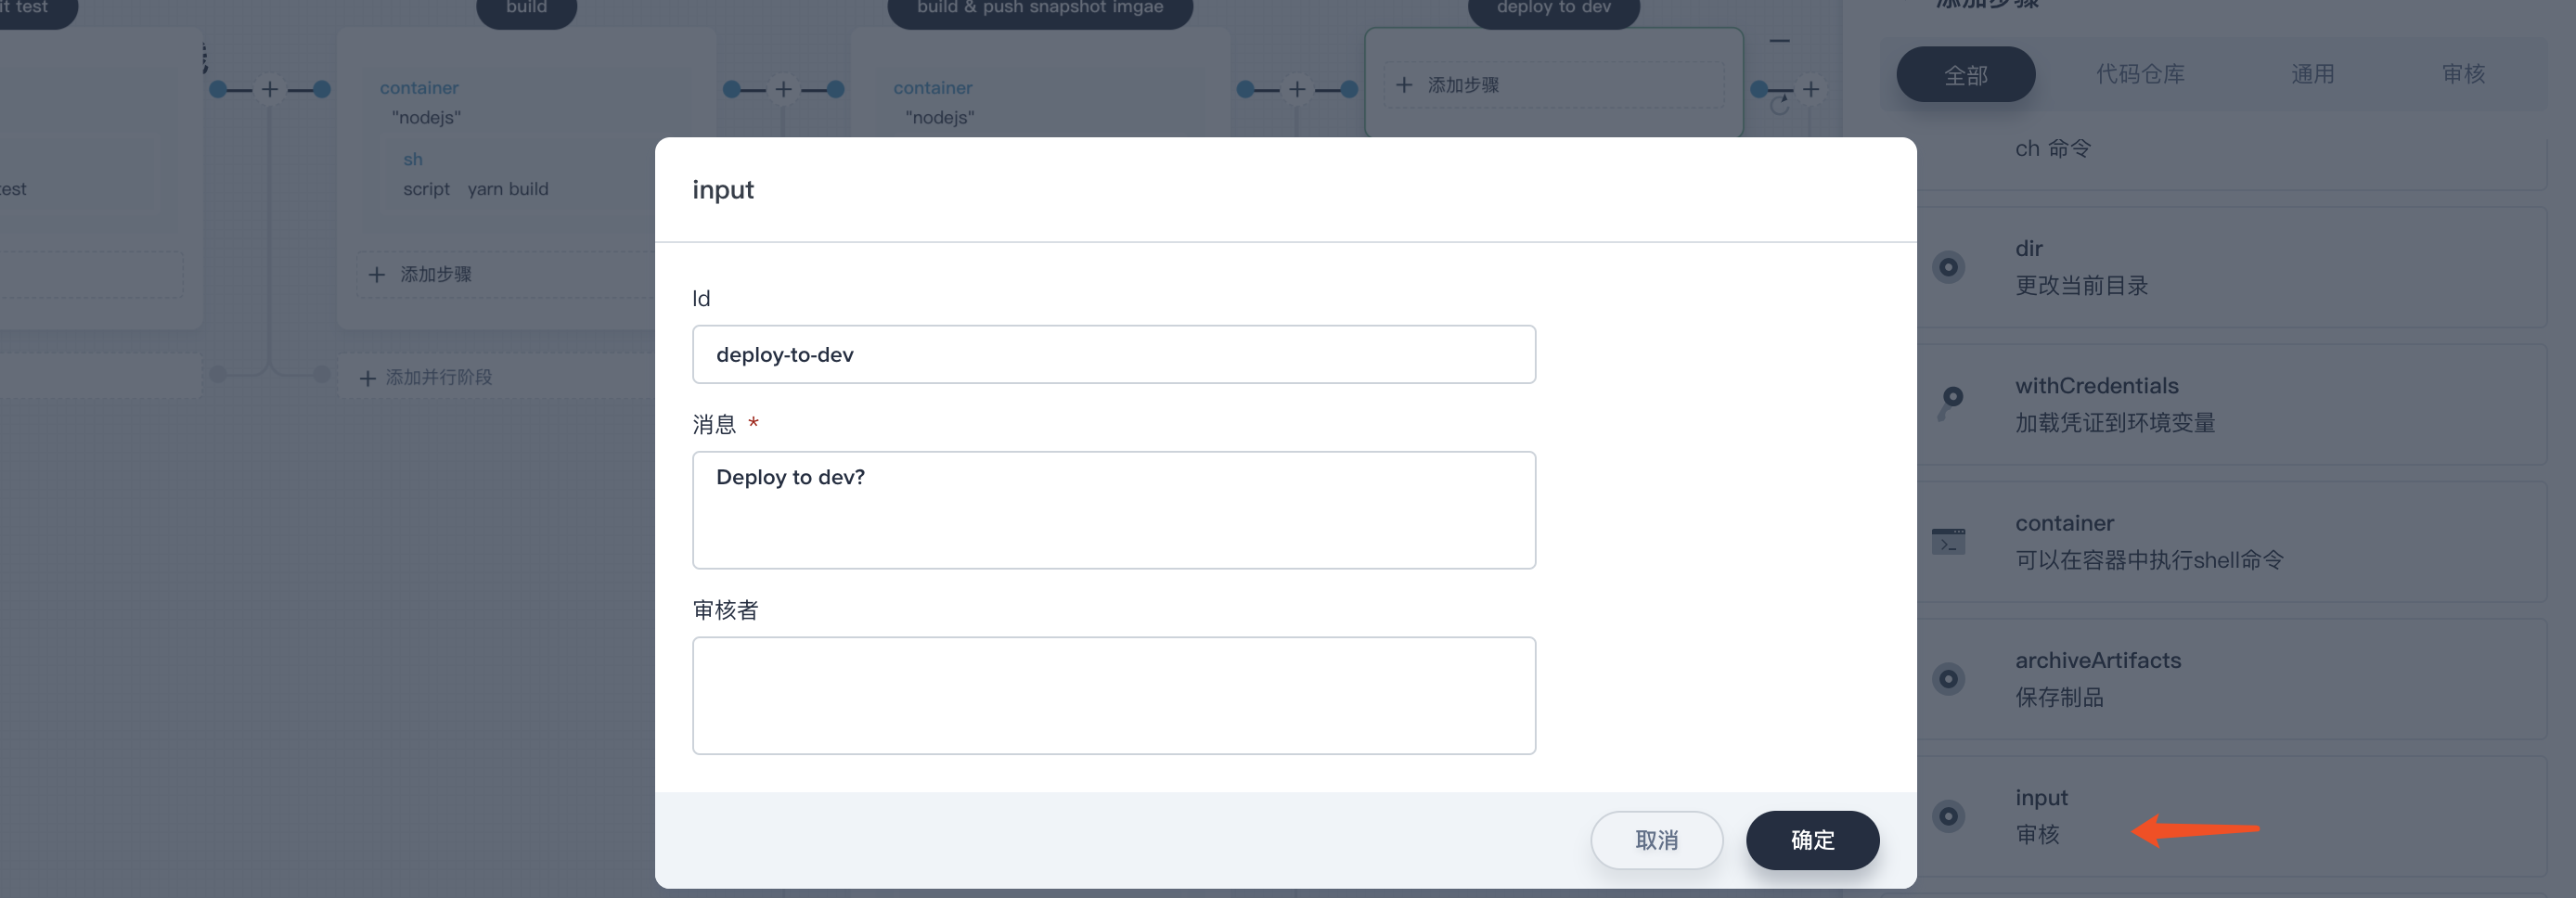 it test
build
build & push snapshot imgae
deploy to dev
添加步骤
全部
代码仓库
通用
审核
container
"nodejs"
sh
script yarn build
添加步骤
添加并行阶段
container
"nodejs"
添加步骤
input
Id
deploy-to-dev
消息 *
Deploy to dev?
审核者
取消
确定
ch 命令
dir
更改当前目录
withCredentials
加载凭证到环境变量
container
可以在容器中执行shell命令
archiveArtifacts
保存制品
input
审核